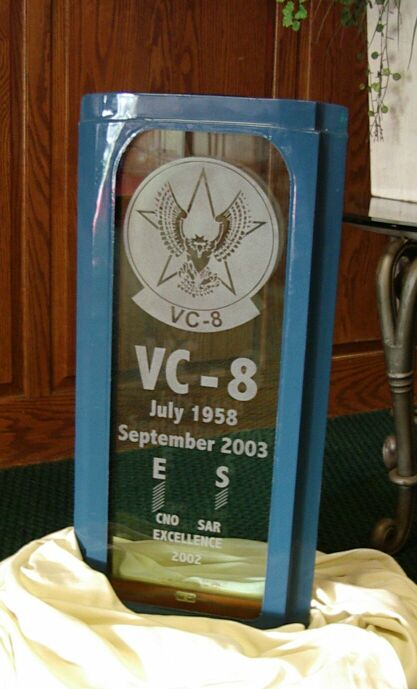 VC-8
VC-8
July 1958
September 2003
E S
CNO SAR
EXCELLENCE
2002